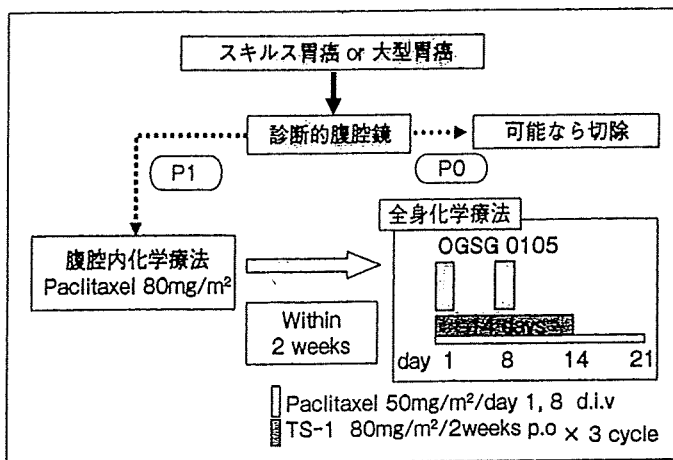 スキルス胃癌 or 大型胃癌
診断的腹腔鏡
可能なら切除
P1
P0
腹腔内化学療法
Paclitaxel 80mg/m²
Within
2 weeks
全身化学療法
OGSG 0105
14 days
day 1 8 14 21
Paclitaxel 50mg/m²/day 1, 8 d.i.v
TS-1 80mg/m²/2weeks p.o × 3 cycle